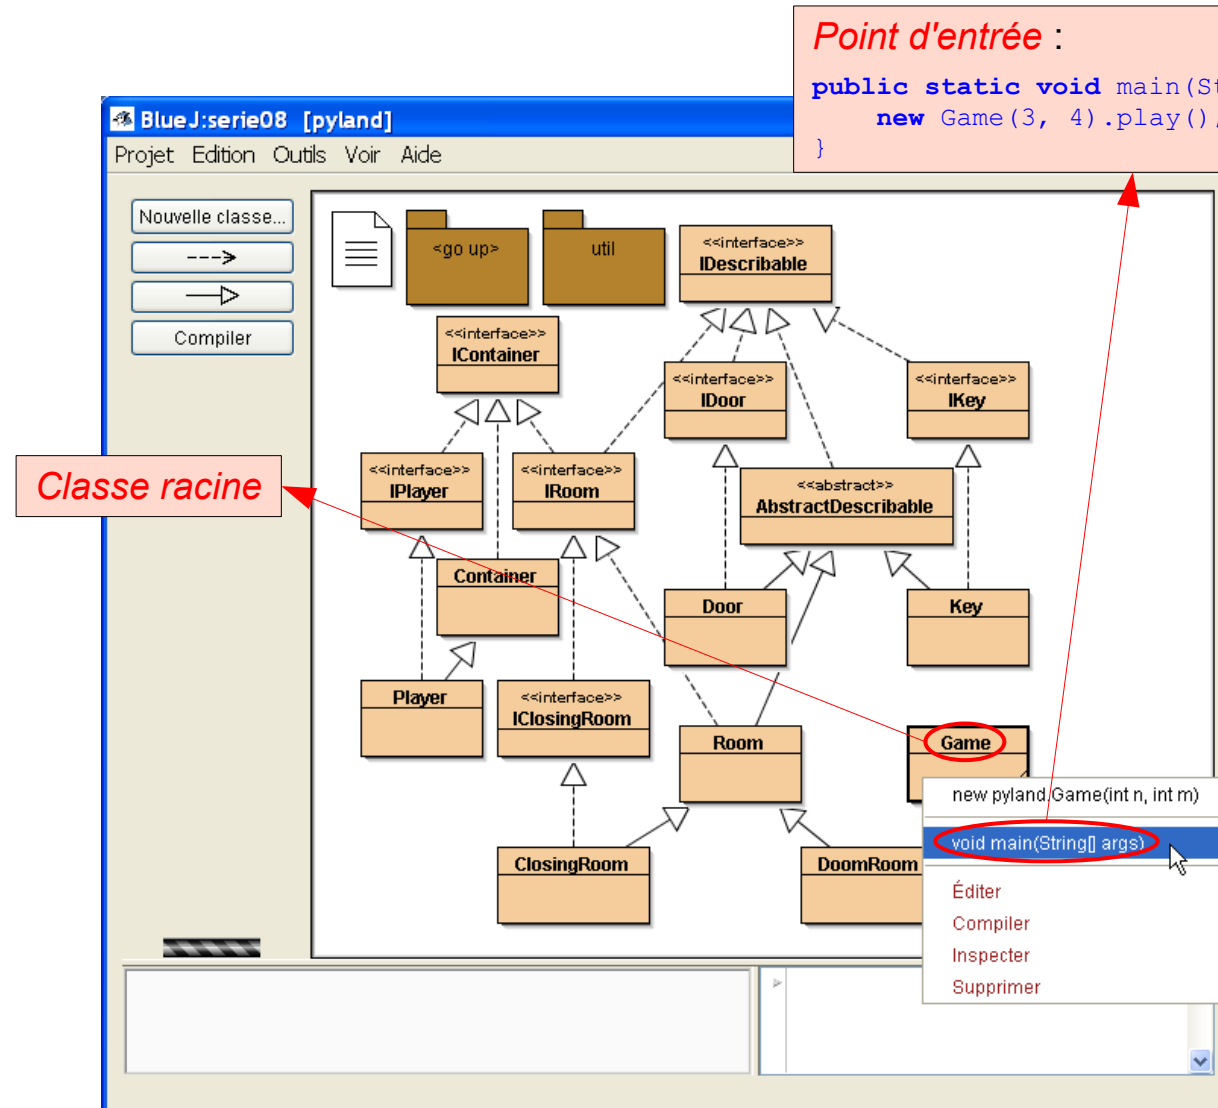 Point d'entrée :
public static void main(St
new Game(3, 4).play()
}
BlueJ:serie08 [pyland]
Projet Edition Outils Voir Aide
Nouvelle classe...
Compiler
<go up>
util
<<interface>>
IDescribable
<<interface>>
IContainer
<<interface>>
IDoor
<<interface>>
IKey
Classe racine
<<interface>>
IPlayer
<<interface>>
IRoom
<<abstract>>
AbstractDescribable
Container
Door
Key
Player
<<interface>>
IClosingRoom
Room
Game
new pyland.Game(int n, int m)
void main(String[] args)
ClosingRoom
DoomRoom
Éditer
Compiler
Inspecter
Supprimer